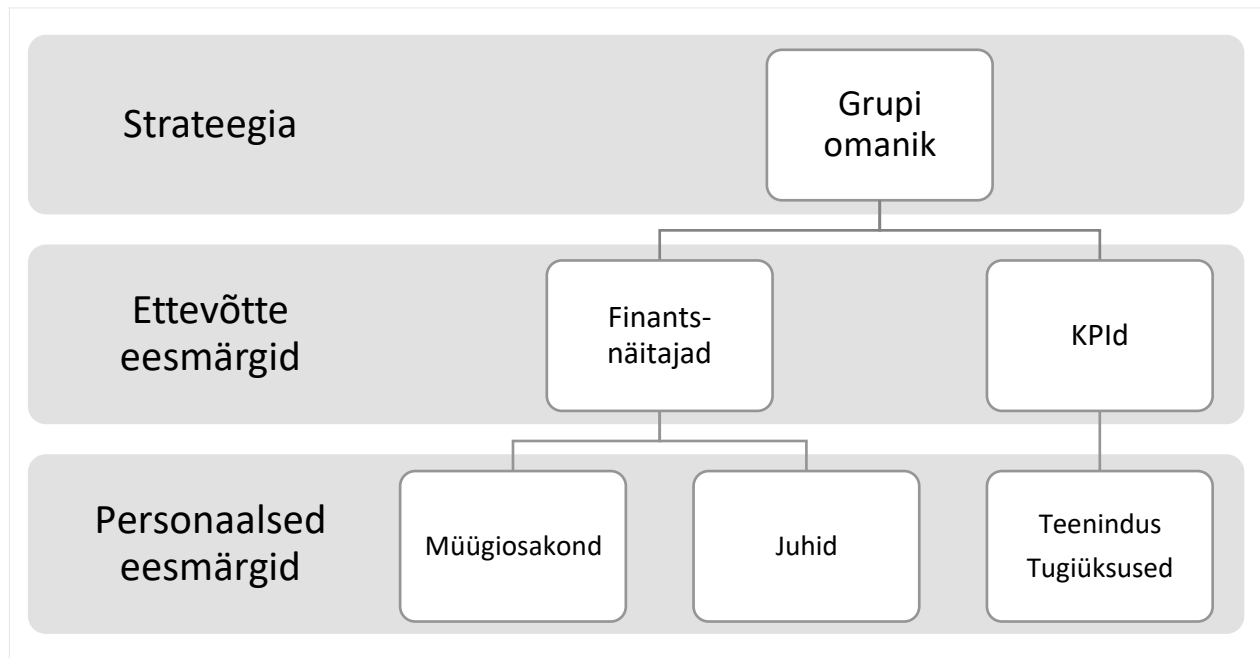 Strateegia
Grupi
omanik
Ettevõtte
eesmärgid
Finants-
näitajad
KPId
Personaalsed
eesmärgid
Müügiosakond
Juhid
Teenindus
Tugiüksused